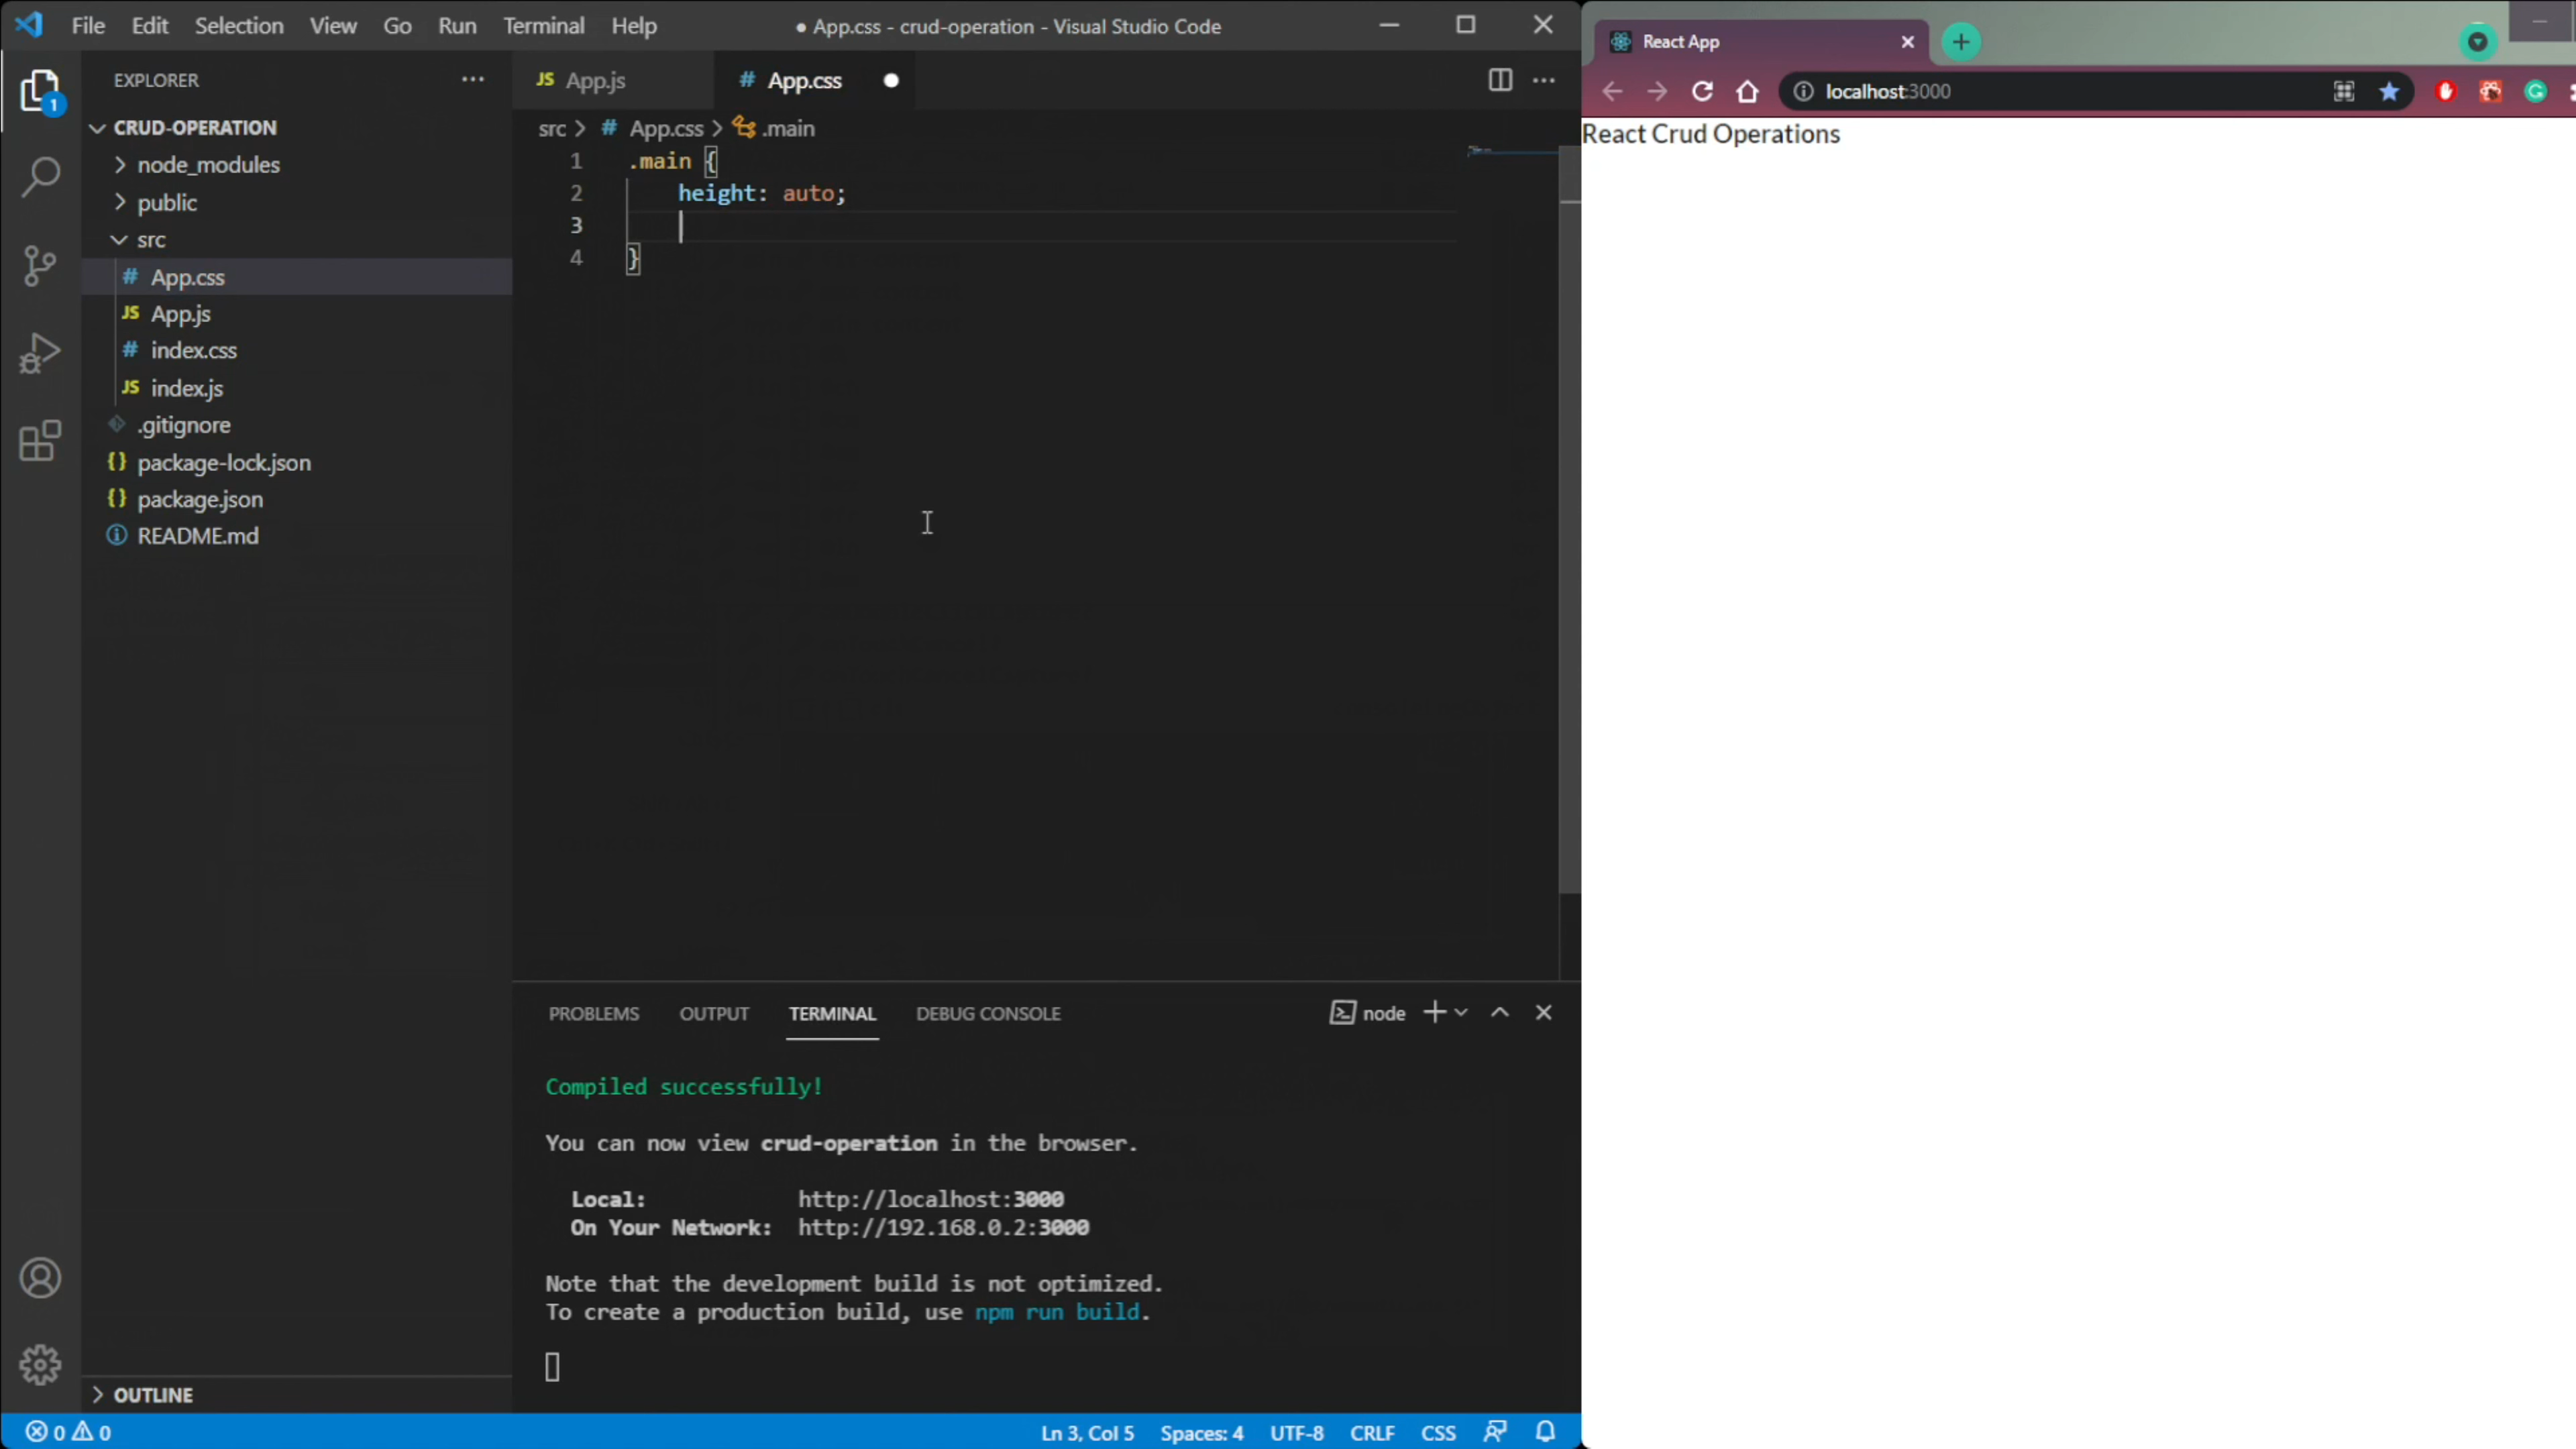 File Edit Selection View Go Run Terminal Help
● App.css - crud-operation - Visual Studio Code
EXPLORER
1
CRUD-OPERATION
node_modules
public
src
# App.css
JS App.js
# index.css
JS index.js
.gitignore
{} package-lock.json
{} package.json
README.md
OUTLINE
JS App.js
# App.css
src > # App.css > .main
1 .main {
2 height: auto;
3
4 }
PROBLEMS OUTPUT TERMINAL DEBUG CONSOLE
node
Compiled successfully!
You can now view crud-operation in the browser.
Local: http://localhost:3000
On Your Network: http://192.168.0.2:3000
Note that the development build is not optimized.
To create a production build, use npm run build.
0 0
Ln 3, Col 5 Spaces: 4 UTF-8 CRLF CSS
React App
localhost:3000
React Crud Operations